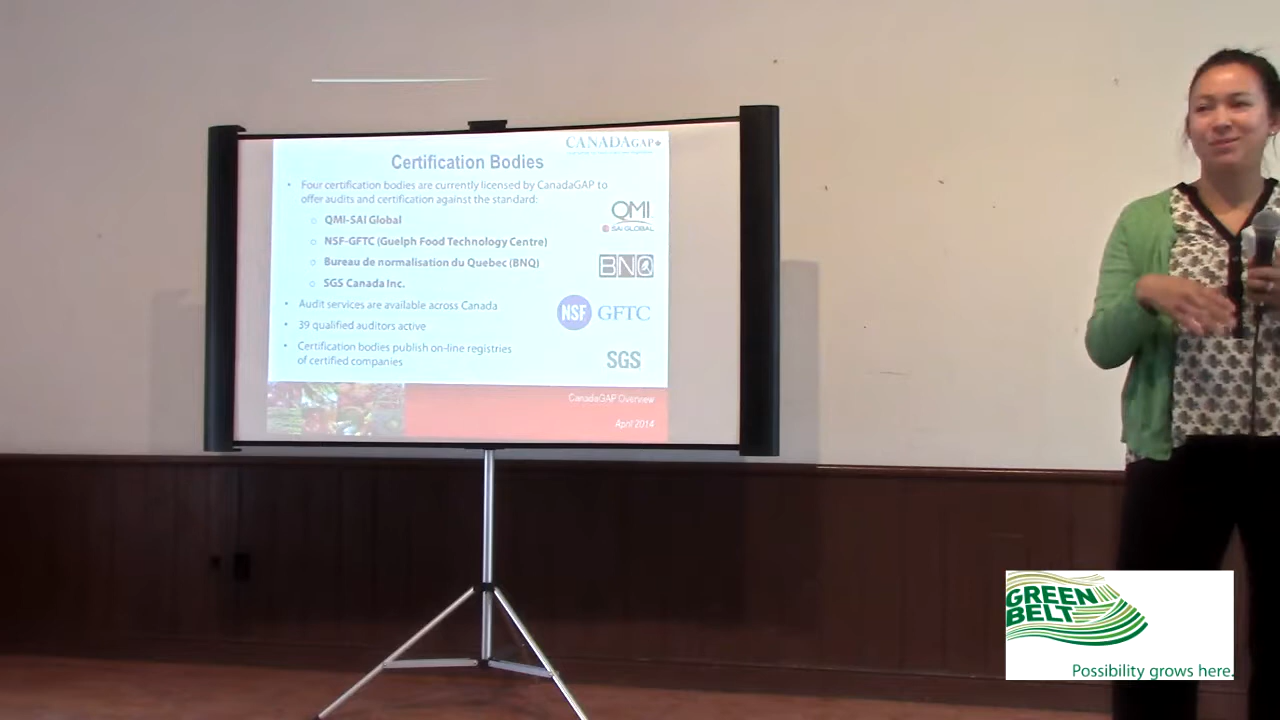 CANADAGAP
Certification Bodies
• Four certification bodies are currently licensed by CanadaGAP to
offer audits and certification against the standard:
○ QMI-SAI Global
○ NSF-GFTC (Guelph Food Technology Centre)
○ Bureau de normalisation du Quebec (BNQ)
○ SGS Canada Inc.
• Audit services are available across Canada
• 39 qualified auditors active
• Certification bodies publish on-line registries
of certified companies
QMI
SAI GLOBAL
BNQ
NSF GFTC
SGS
CanadaGAP Overview
April 2014
GREEN
BELT
Possibility grows here.